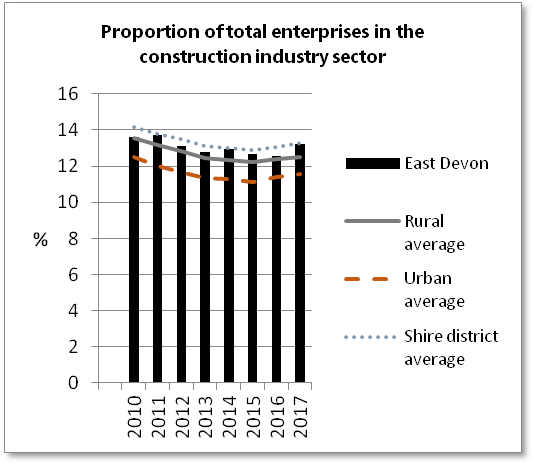 Proportion of total enterprises in the
construction industry sector
16
14
12
10
8
6
4
2
0
%
2010
2011
2012
2013
2014
2015
2016
2017
East Devon
Rural
average
Urban
average
Shire district
average